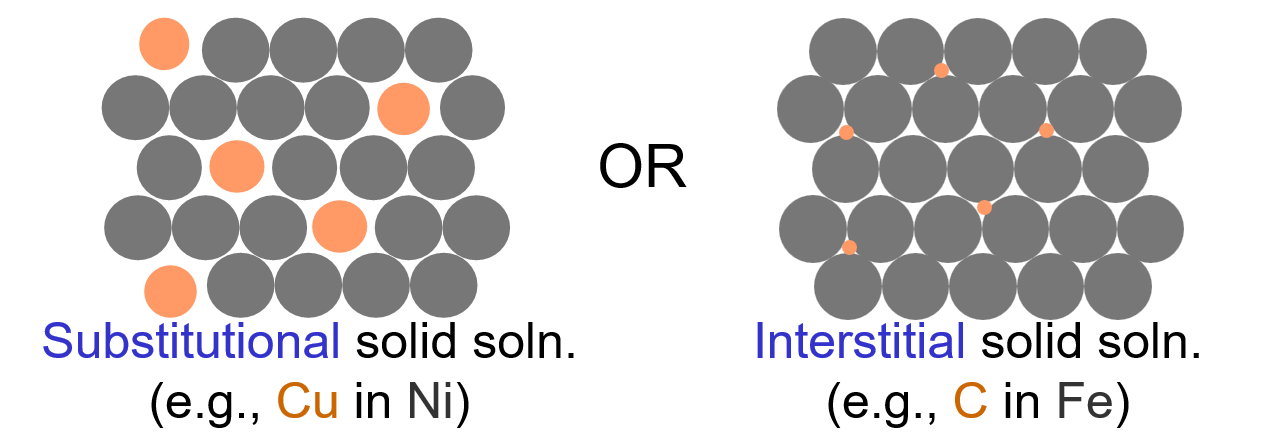 OR
Substitutional solid soln.
(e.g., Cu in Ni)
Interstitial solid soln.
(e.g., C in Fe)